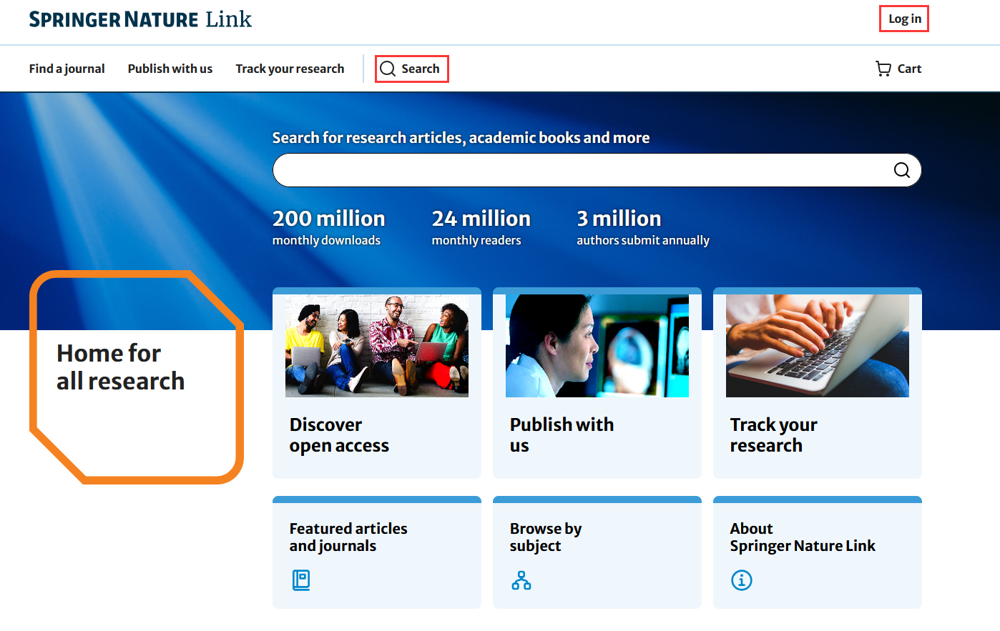 SPRINGER NATURE Link
Log in
Find a journal
Publish with us
Track your research
Search
Cart
Search for research articles, academic books and more
200 million
monthly downloads
24 million
monthly readers
3 million
authors submit annually
Home for
all research
Discover
open access
Publish with
us
Track your
research
Featured articles
and journals
Browse by
subject
About
Springer Nature Link